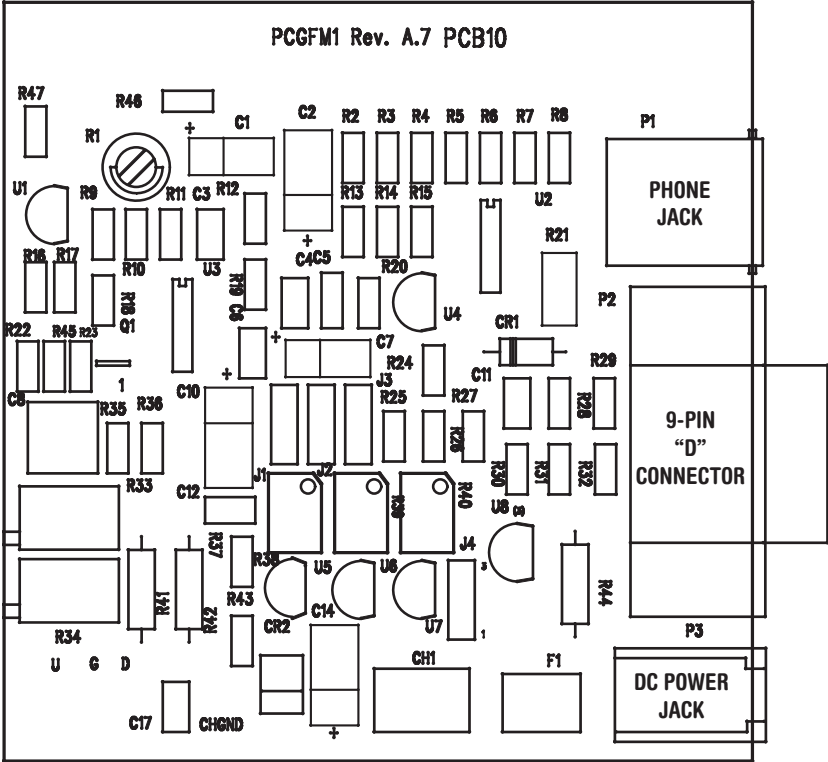 PCGFM1 Rev. A.7 PCB10
R47
R46
C1
C2
R2 R3 R4 R5 R6 R7 R8
P1
R1
+
PHONE
JACK
U1
R9
R11 C3 R12
R13 R14 R15
U2
+
R16 R17
R10
U3
R19
C4 C5
R20
R21
R18
C6
U4
P2
Q1
R22 R45 R23
+
C7
CR1
R24
R29
1
+
J3
C11
C8
C10
R25
R27
R28
R35 R36
R26
9-PIN
“D”
CONNECTOR
R33
C12
J1
J2
R30
R31
R32
R39
R40
U8
(S)
R37
R38
U5
U6
J4
3
R41
R43
C14
R44
R42
CR2
U7
1
R34
P3
U G D
CH1
F1
DC POWER
JACK
C17
CHGND
+